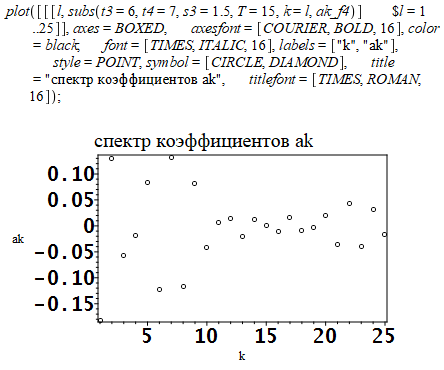 plot([[[l, subs(t3 = 6, t4 = 7, s3 = 1.5, T = 15, k = l, ak_f4)] $l = 1
..25]], axes = BOXED, axesfont = [COURIER, BOLD, 16], color
= black, font = [TIMES, ITALIC, 16], labels = ["k", "ak"],
style = POINT, symbol = [CIRCLE, DIAMOND], title
= "спектр коэффициентов ak", titlefont = [TIMES, ROMAN,
16]);
спектр коэффициентов ak
0.10
0.05
0
-0.05
-0.10
-0.15
ak
5 10 15 20 25
k